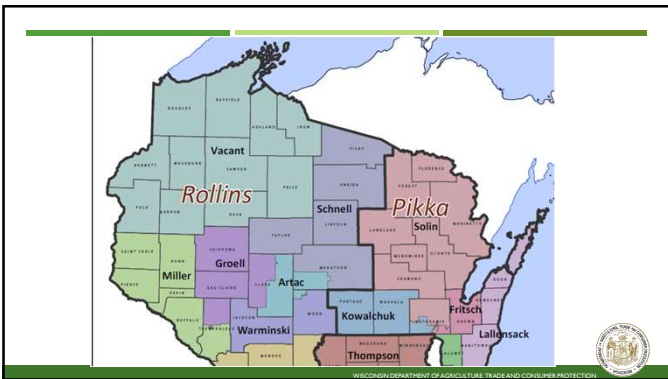 DOUGLAS
BAYFIELD
ASHLAND
IRON
VILAS
Vacant
FLORENCE
BURNETT
WASHBURN
SAWYER
FOREST
ONEIDA
Rollins
PRICE
Pikka
MARINETTE
POLK
BARRON
RUSK
Schnell
Solin
LINCOLN
LANGLADE
OCONTO
TAYLOR
CHIPPEWA
SAINT CROIX
DUNN
Groell
MENOMINEE
Miller
MARATHON
DOOR
Artac
SHAWANO
PIERCE
EAU CLAIRE
CLARK
PEPIN
PORTAGE
WAUPACA
Fritsch
KEWAUNEE
BUFFALO
JACKSON
WOOD
Kowalchuk
OUTAGAMIE
BROWN
TREMPEALEAU
Warminski
Lallensack
MANITOWOC
WAUSHARA
WINNEBAGO
MONROE
Thompson
WISCONSIN DEPARTMENT OF AGRICULTURE, TRADE AND CONSUMER PROTECTION